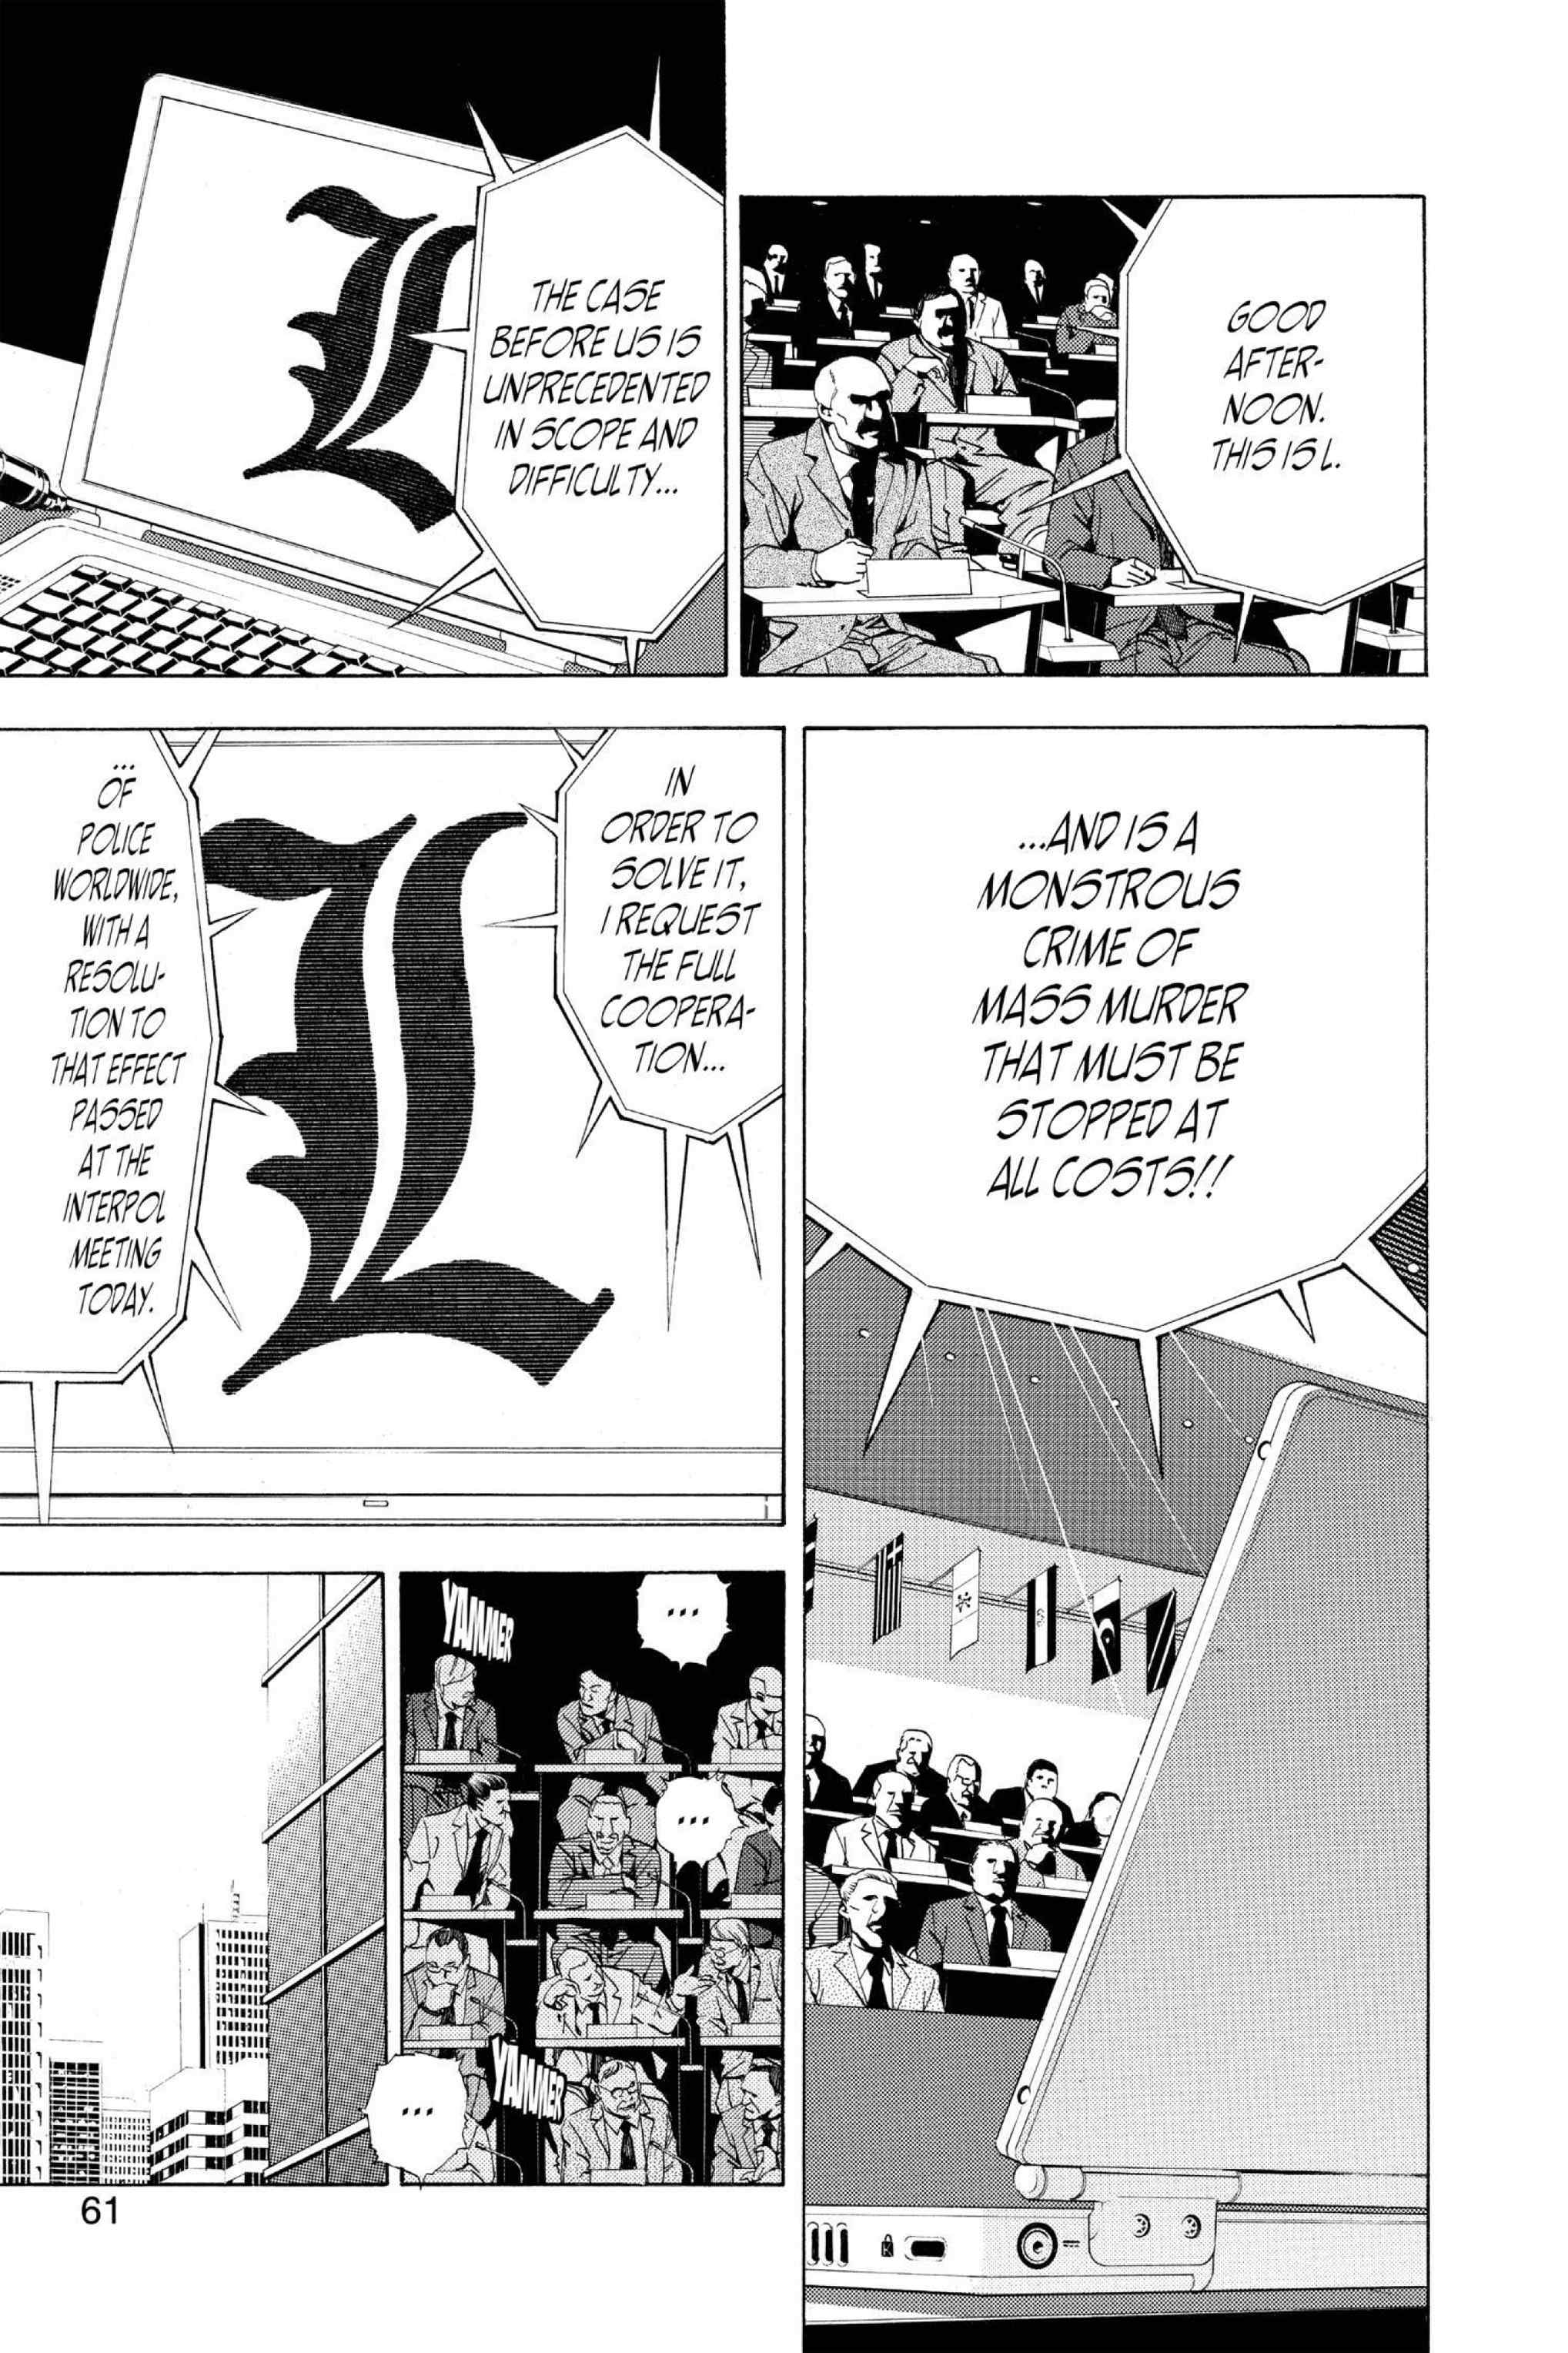 GOOD
AFTER-
NOON.
THIS IS L.
THE CASE
BEFORE US IS
UNPRECEDENTED
IN SCOPE AND
DIFFICULTY...
L
...AND IS A
MONSTROUS
CRIME OF
MASS MURDER
THAT MUST BE
STOPPED AT
ALL COSTS!!
K
IN
ORDER TO
SOLVE IT,
I REQUEST
THE FULL
COOPERA-
TION...
L
...
OF
POLICE
WORLDWIDE,
WITH A
RESOLU-
TION TO
THAT EFFECT
PASSED
AT THE
INTERPOL
MEETING
TODAY.
...
YAMMER
...
YAMMER
...
61